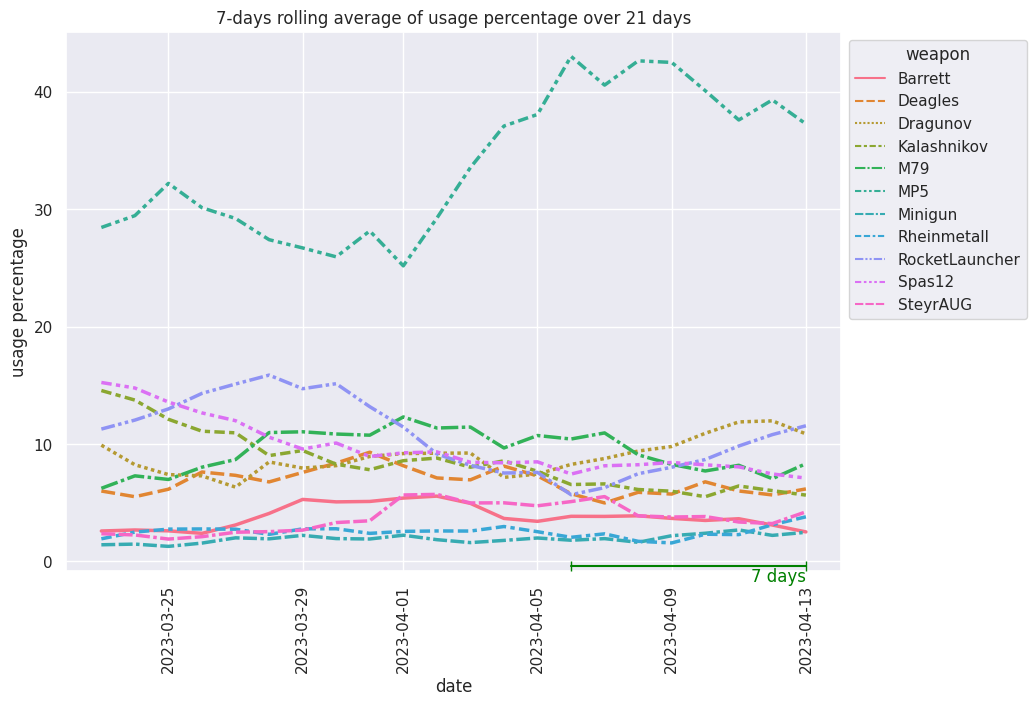 7-days rolling average of usage percentage over 21 days
weapon
Barrett
Deagles
Dragunov
Kalashnikov
M79
MP5
Minigun
Rheinmetall
RocketLauncher
Spas12
SteyrAUG
usage percentage
40
30
20
10
0
7 days
2023-03-25
2023-03-29
2023-04-01
2023-04-05
2023-04-09
2023-04-13
date